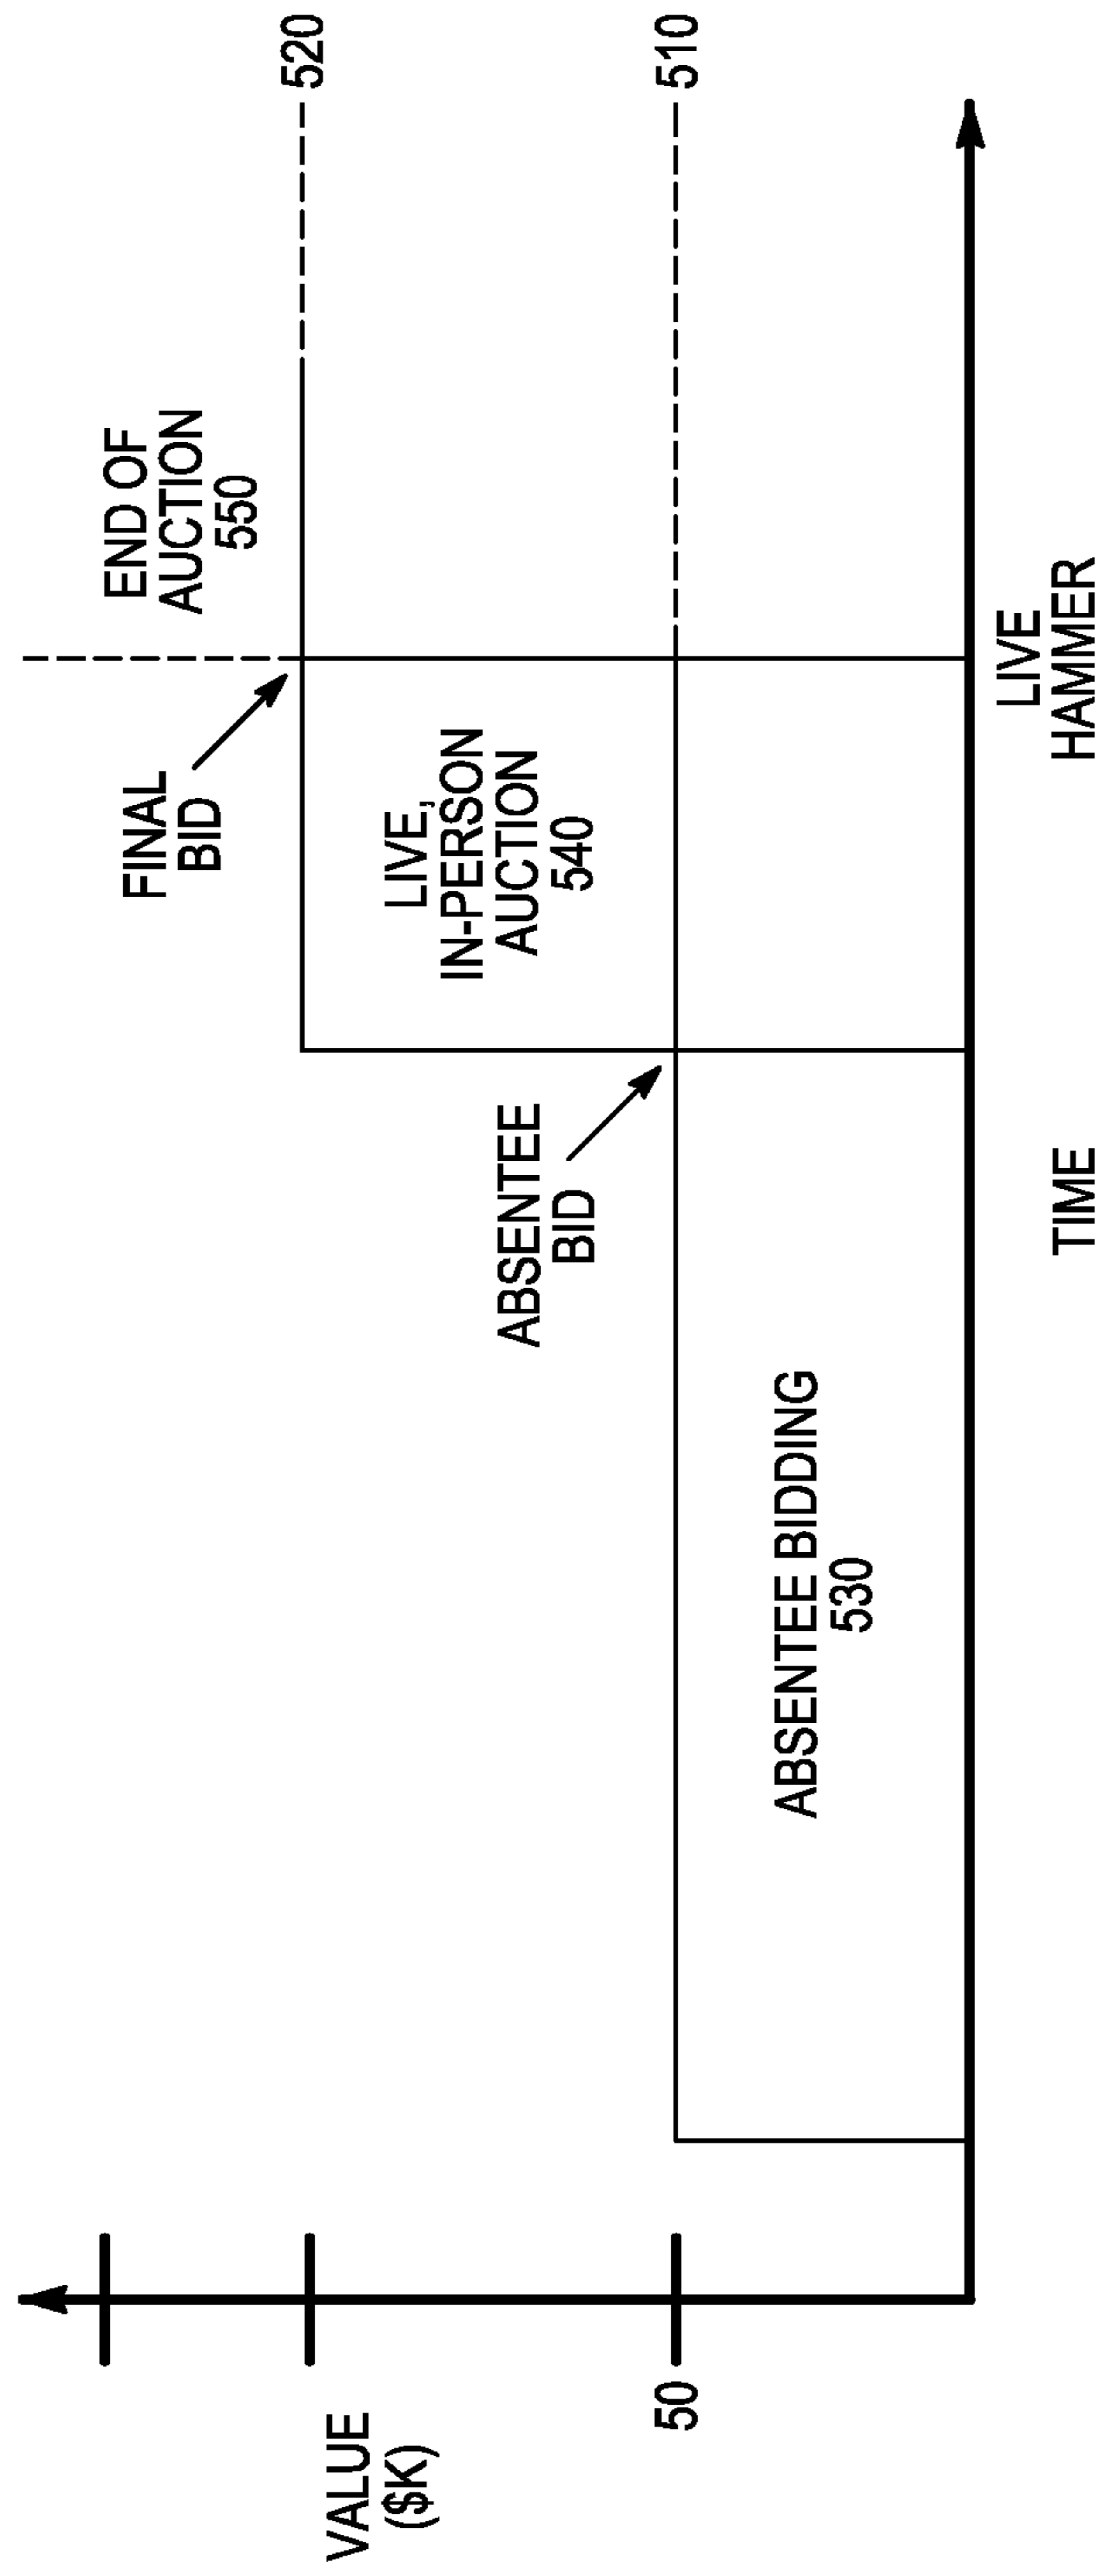 END OF
AUCTION
550
520
FINAL
BID
VALUE
($K)
LIVE,
IN-PERSON
AUCTION
540
ABSENTEE
BID
50
510
ABSENTEE BIDDING
530
LIVE
HAMMER
TIME